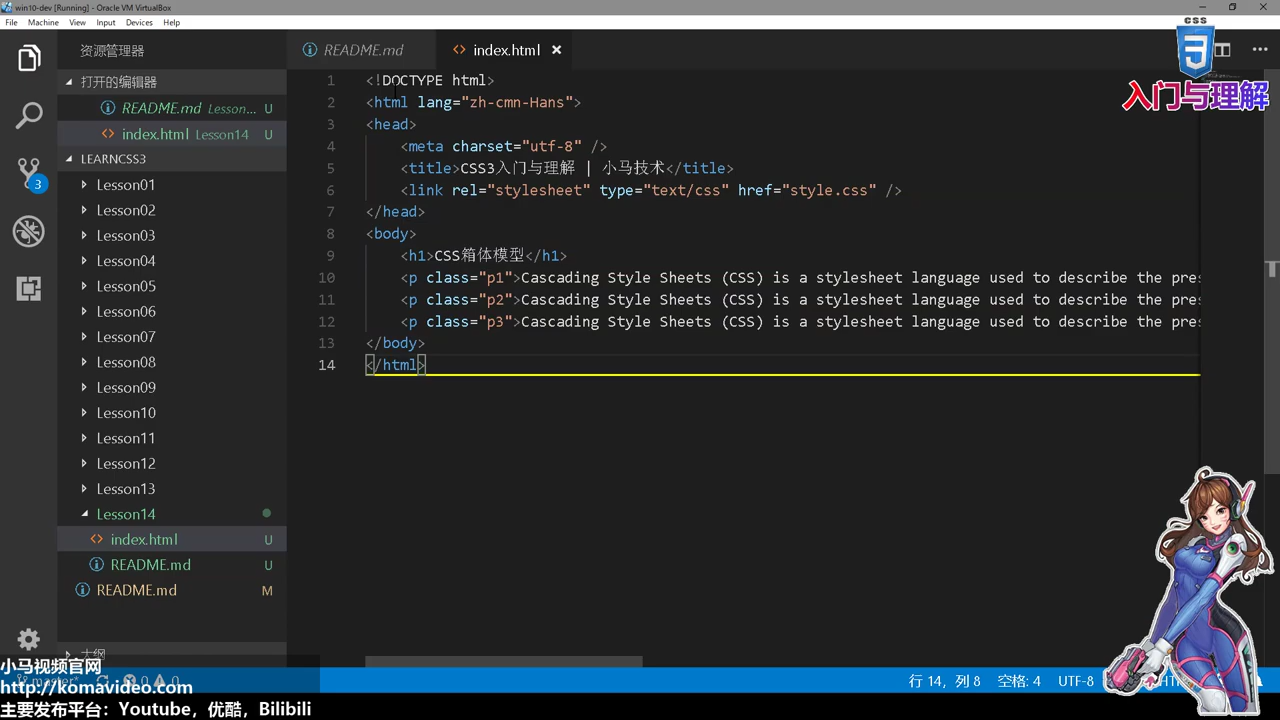 win10-dev [Running] - Oracle VM VirtualBox
File Machine View Input Devices Help
资源管理器
README.md
index.html
CSS
3
入门与理解
打开的编辑器
README.md Lesson... U
index.html Lesson14 U
LEARNCSS3
Lesson01
Lesson02
Lesson03
Lesson04
Lesson05
Lesson06
Lesson07
Lesson08
Lesson09
Lesson10
Lesson11
Lesson12
Lesson13
Lesson14
index.html U
README.md U
README.md M
大纲
3
1 <!DOCTYPE html>
2 <html lang="zh-cmn-Hans">
3 <head>
4 <meta charset="utf-8" />
5 <title>CSS3入门与理解 | 小马技术</title>
6 <link rel="stylesheet" type="text/css" href="style.css" />
7 </head>
8 <body>
9 <h1>CSS箱体模型</h1>
10 <p class="p1">Cascading Style Sheets (CSS) is a stylesheet language used to describe the pres
11 <p class="p2">Cascading Style Sheets (CSS) is a stylesheet language used to describe the pres
12 <p class="p3">Cascading Style Sheets (CSS) is a stylesheet language used to describe the pres
13 </body>
14 </html>
小马视频官网
master* 0 0
http://komavideo.com
主要发布平台：Youtube，优酷，Bilibili
行 14，列 8 空格: 4 UTF-8